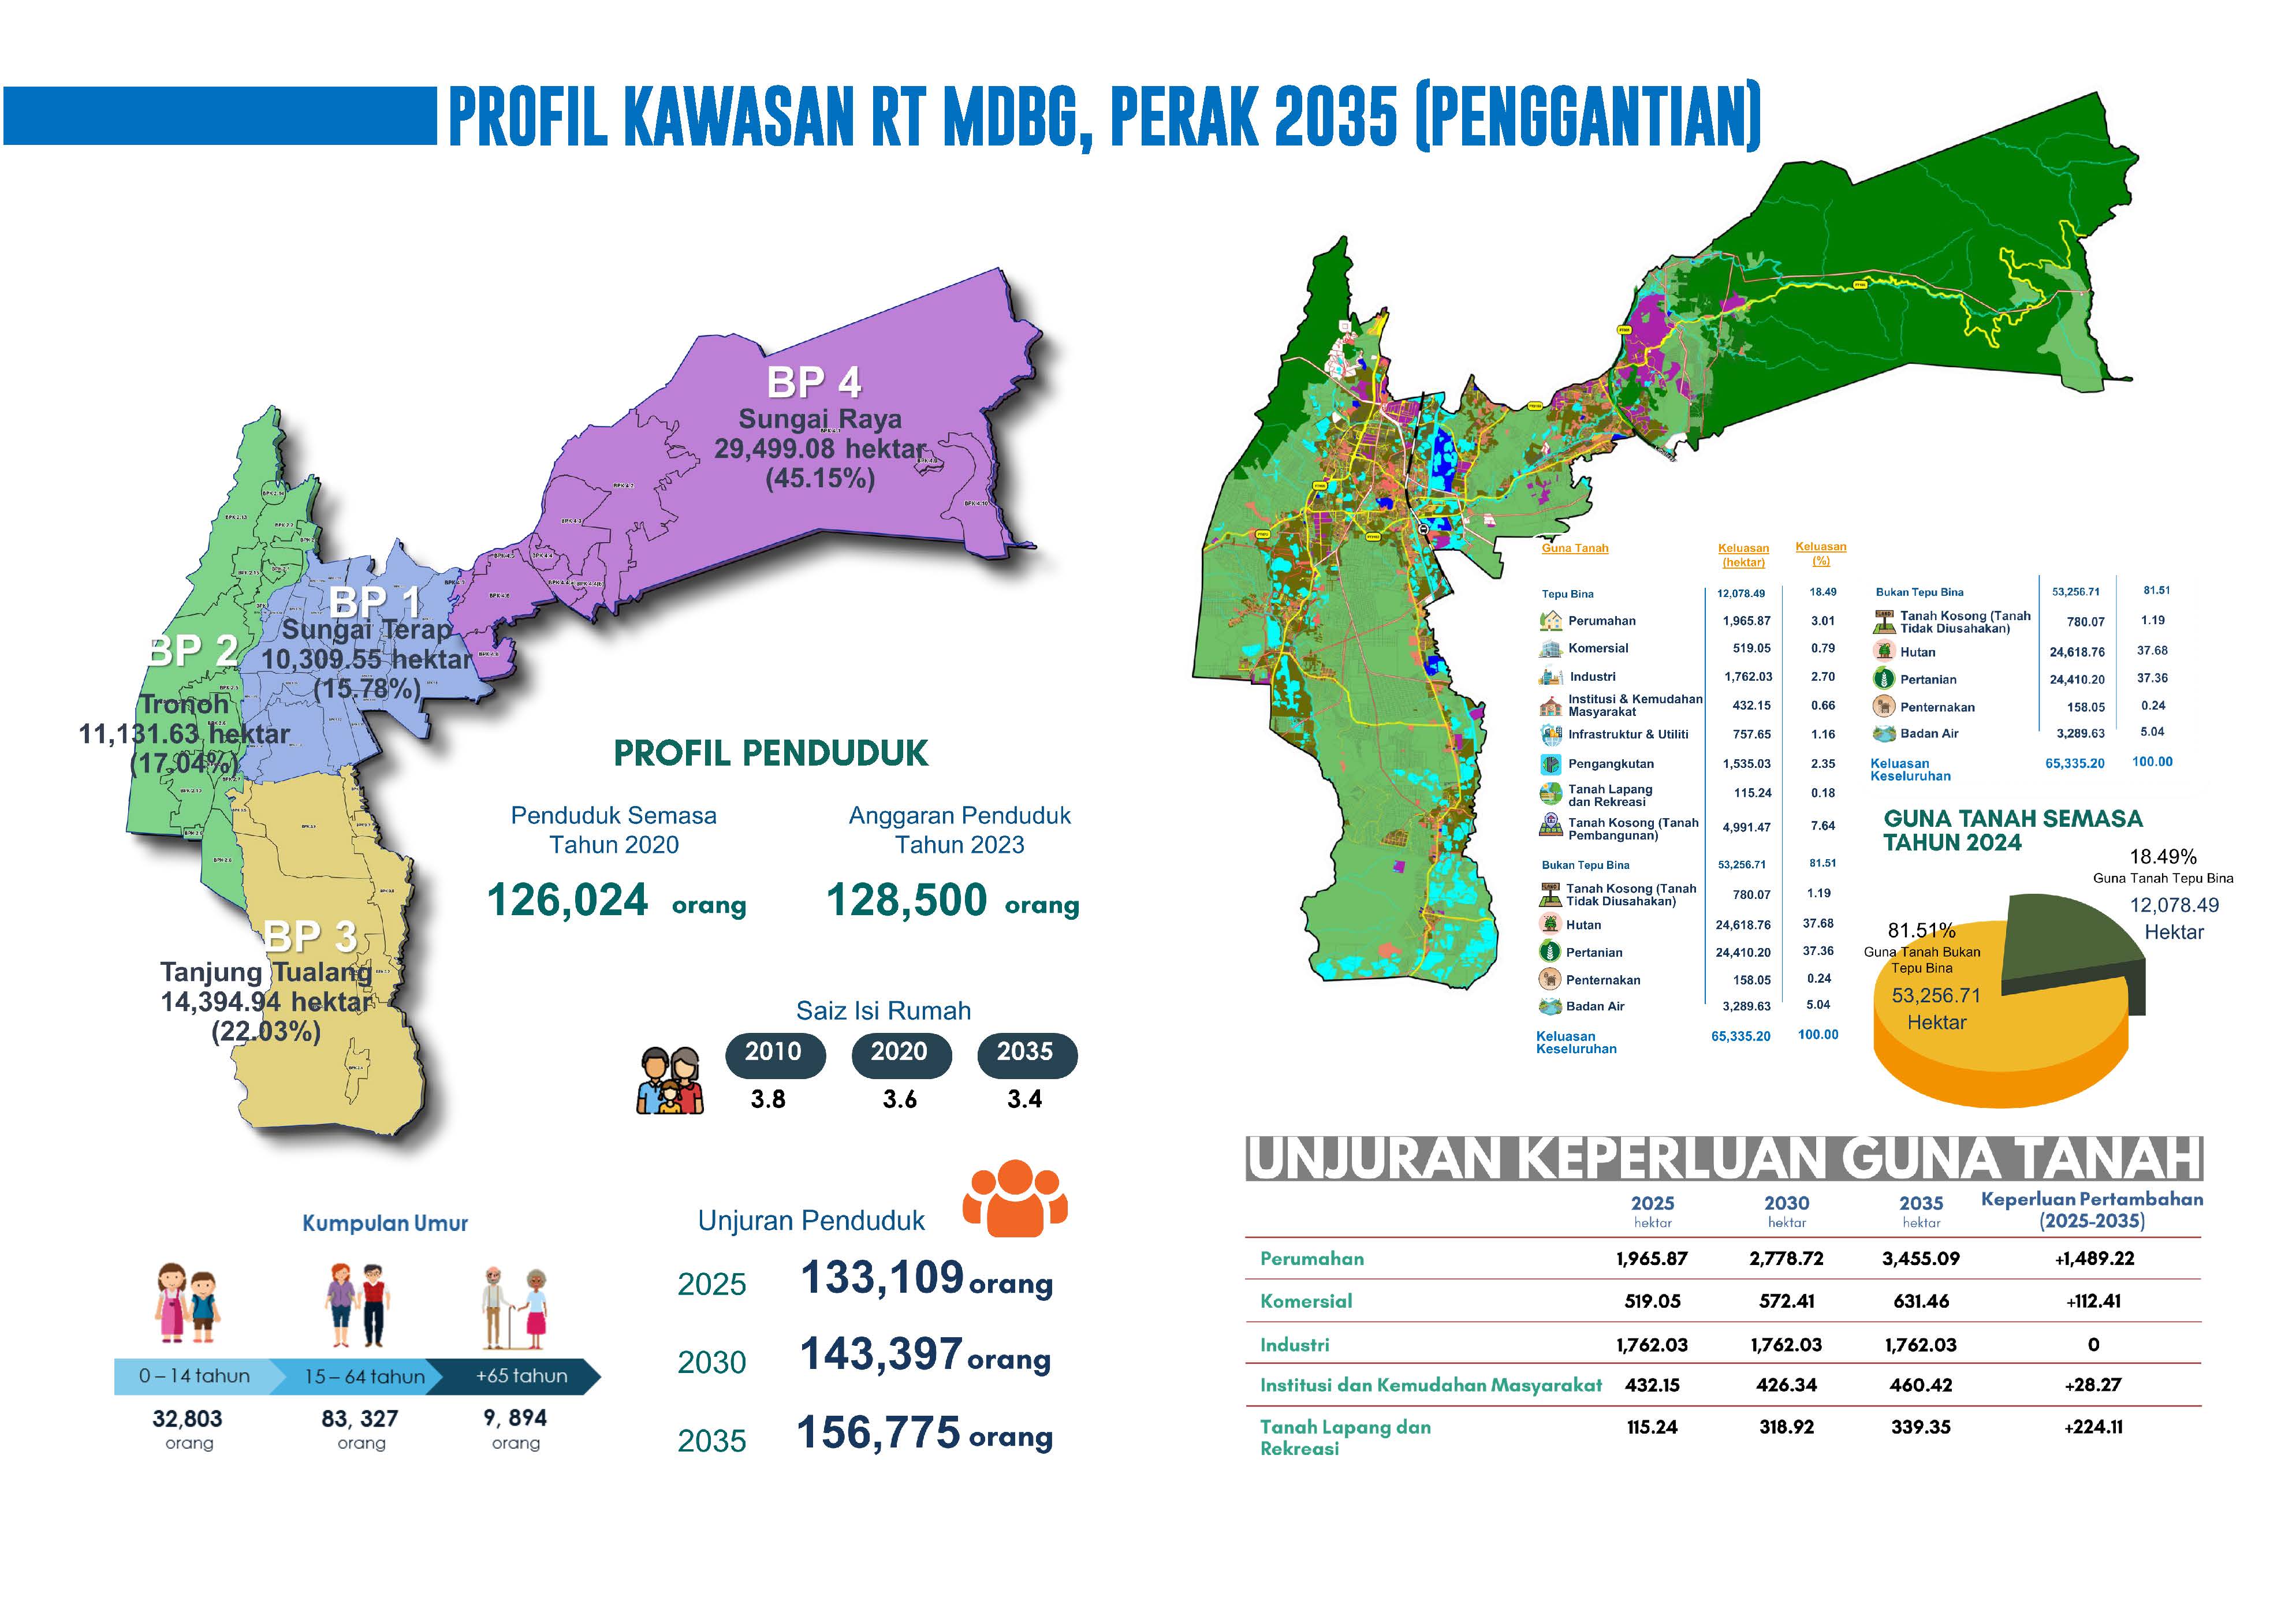 PROFIL KAWASAN RT MDBG, PERAK 2035 (PENGGANTIAN)
BP 4
Sungai Raya
29,499.08 hektar
(45.15%)
BP 1
Sungai Terap
10,309.55 hektar
(15.78%)
BP 2
Tronoh
11,131.63 hektar
(17.04%)
BP 3
Tanjung Tualang
14,394.94 hektar
(22.03%)
PROFIL PENDUDUK
Penduduk Semasa
Tahun 2020
126,024 orang
Anggaran Penduduk
Tahun 2023
128,500 orang
Saiz Isi Rumah
2010 2020 2035
3.8 3.6 3.4
Kumpulan Umur
0 – 14 tahun 15 – 64 tahun +65 tahun
32,803 83, 327 9, 894
orang orang orang
Unjuran Penduduk
2025 133,109 orang
2030 143,397 orang
2035 156,775 orang
Guna Tanah Keluasan (hektar) Keluasan (%)
Tepu Bina 12,078.49 18.49
Perumahan 1,965.87 3.01
Komersial 519.05 0.79
Industri 1,762.03 2.70
Institusi & Kemudahan
Masyarakat 432.15 0.66
Infrastruktur & Utiliti 757.65 1.16
Pengangkutan 1,535.03 2.35
Tanah Lapang
dan Rekreasi 115.24 0.18
Tanah Kosong (Tanah
Pembangunan) 4,991.47 7.64
Bukan Tepu Bina 53,256.71 81.51
Tanah Kosong (Tanah
Tidak Diusahakan) 780.07 1.19
Hutan 24,618.76 37.68
Pertanian 24,410.20 37.36
Penternakan 158.05 0.24
Badan Air 3,289.63 5.04
Keluasan
Keseluruhan 65,335.20 100.00
Bukan Tepu Bina 53,256.71 81.51
Tanah Kosong (Tanah
Tidak Diusahakan) 780.07 1.19
Hutan 24,618.76 37.68
Pertanian 24,410.20 37.36
Penternakan 158.05 0.24
Badan Air 3,289.63 5.04
Keluasan
Keseluruhan 65,335.20 100.00
GUNA TANAH SEMASA
TAHUN 2024
18.49%
Guna Tanah Tepu Bina
12,078.49
Hektar
81.51%
Guna Tanah Bukan
Tepu Bina
53,256.71
Hektar
UNJURAN KEPERLUAN GUNA TANAH
2025 2030 2035 Keperluan Pertambahan
hektar hektar hektar (2025-2035)
Perumahan 1,965.87 2,778.72 3,455.09 +1,489.22
Komersial 519.05 572.41 631.46 +112.41
Industri 1,762.03 1,762.03 1,762.03 0
Institusi dan Kemudahan Masyarakat 432.15 426.34 460.42 +28.27
Tanah Lapang dan 115.24 318.92 339.35 +224.11
Rekreasi